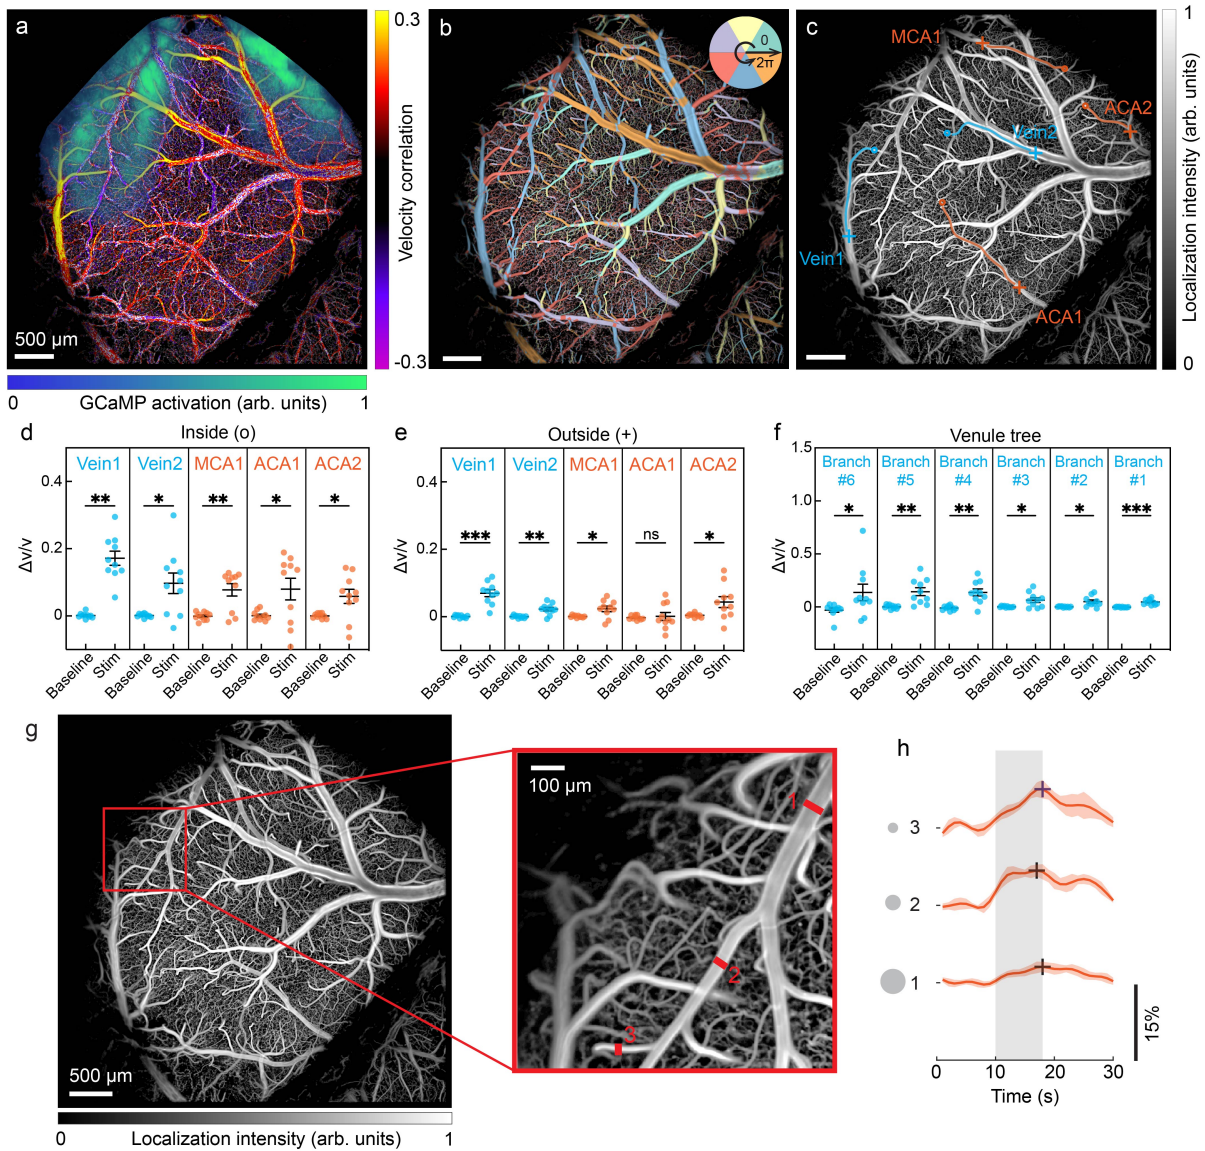 a
0.3
Velocity correlation
-0.3
500 µm
0
GCaMP activation (arb. units)
1
b
0
2π
c
MCA1
ACA2
Vein2
Vein1
ACA1
1
Localization intensity (arb. units)
0
d
Inside (o)
Vein1
Vein2
MCA1
ACA1
ACA2
0.4
0.2
0
Δv/v
**
*
**
*
*
Baseline
Stim
Baseline
Stim
Baseline
Stim
Baseline
Stim
Baseline
Stim
e
Outside (+)
Vein1
Vein2
MCA1
ACA1
ACA2
0.4
0.2
0
Δv/v
***
**
*
ns
*
Baseline
Stim
Baseline
Stim
Baseline
Stim
Baseline
Stim
Baseline
Stim
f
Venule tree
Branch
#6
Branch
#5
Branch
#4
Branch
#3
Branch
#2
Branch
#1
1.5
1.0
0.5
0
Δv/v
*
**
**
*
*
***
Baseline
Stim
Baseline
Stim
Baseline
Stim
Baseline
Stim
Baseline
Stim
Baseline
Stim
g
500 µm
0
Localization intensity (arb. units)
1
100 µm
1
2
3
h
3
2
1
15%
0
10
20
30
Time (s)